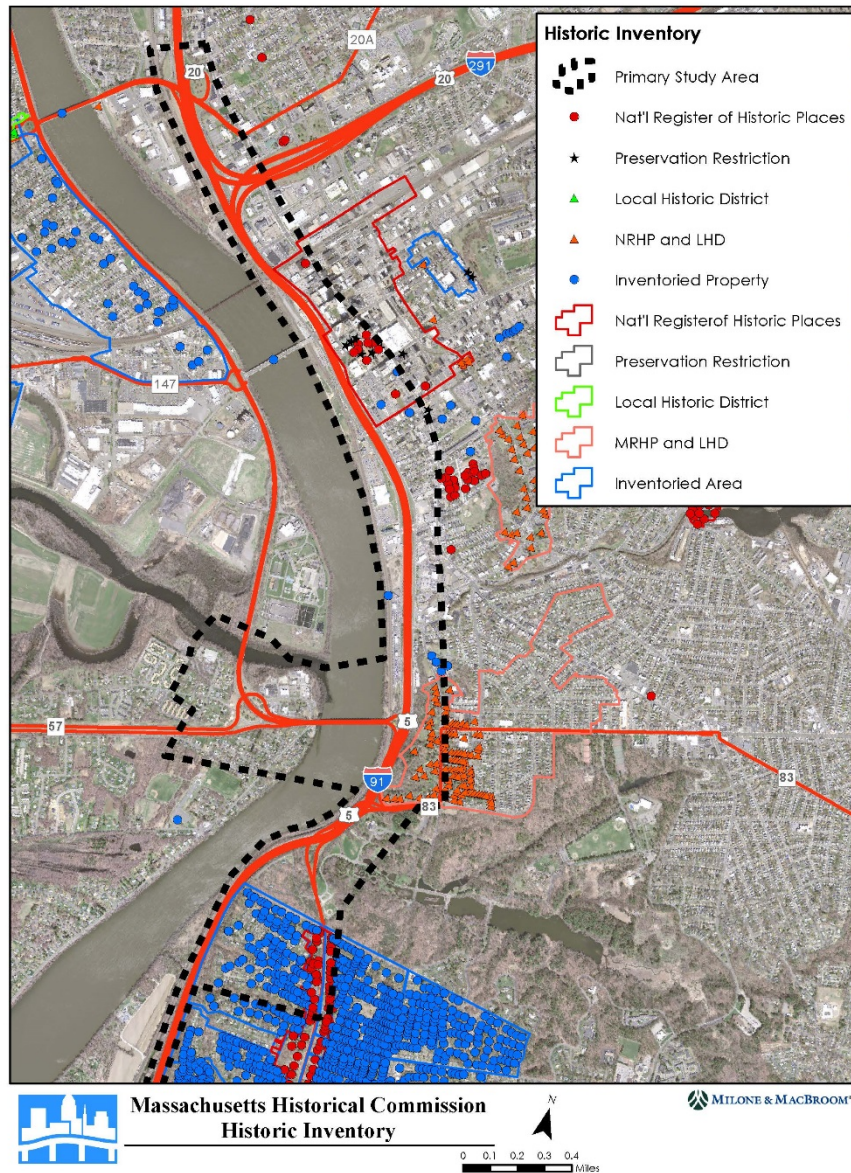 Historic Inventory
Primary Study Area
Nat'l Register of Historic Places
Preservation Restriction
Local Historic District
NRHP and LHD
Inventoried Property
Nat'l Registerof Historic Places
Preservation Restriction
Local Historic District
MRHP and LHD
Inventoried Area
20A
291
20
20
147
57
5
91
5
83
83
Massachusetts Historical Commission
Historic Inventory
N
0 0.1 0.2 0.3 0.4
Miles
MILONE & MACBROOM®